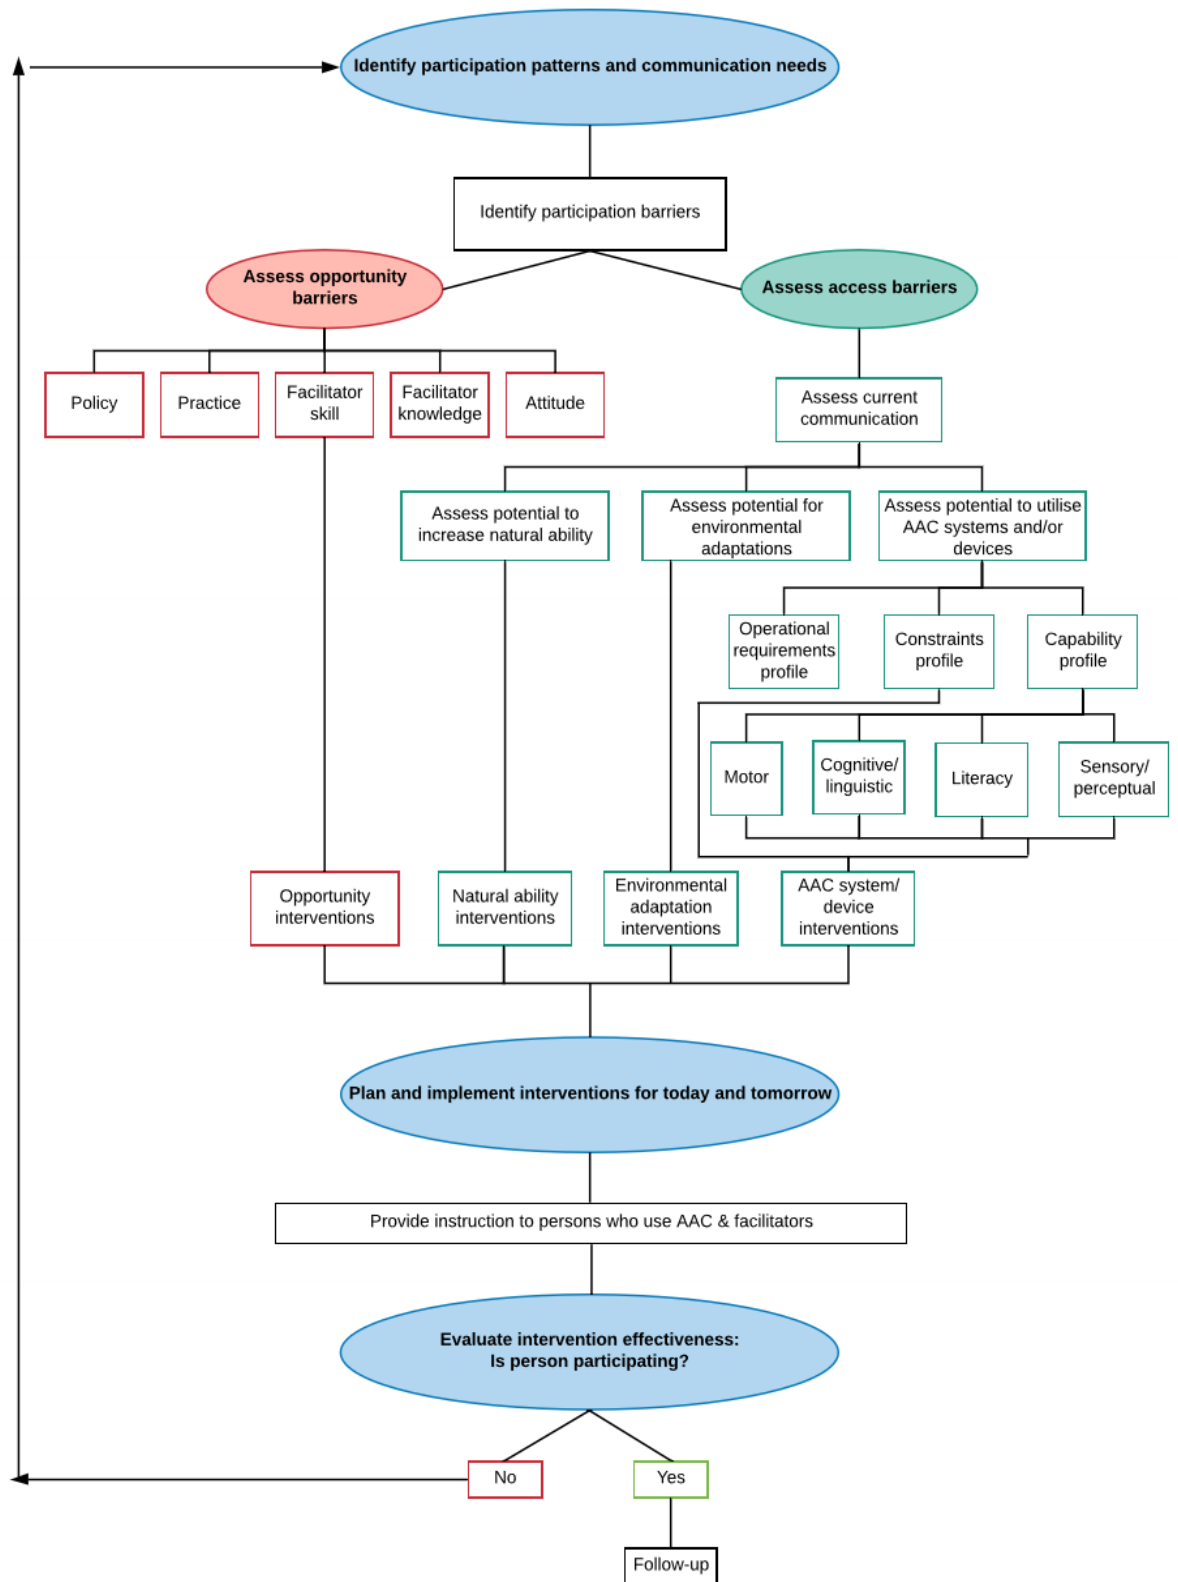 Identify participation patterns and communication needs
Identify participation barriers
Assess opportunity
barriers
Assess access barriers
Policy
Practice
Facilitator
skill
Facilitator
knowledge
Attitude
Assess current
communication
Assess potential to
increase natural ability
Assess potential for
environmental
adaptations
Assess potential to utilise
AAC systems and/or
devices
Operational
requirements
profile
Constraints
profile
Capability
profile
Motor
Cognitive/
linguistic
Literacy
Sensory/
perceptual
Opportunity
interventions
Natural ability
interventions
Environmental
adaptation
interventions
AAC system/
device
interventions
Plan and implement interventions for today and tomorrow
Provide instruction to persons who use AAC & facilitators
Evaluate intervention effectiveness:
Is person participating?
No
Yes
Follow-up